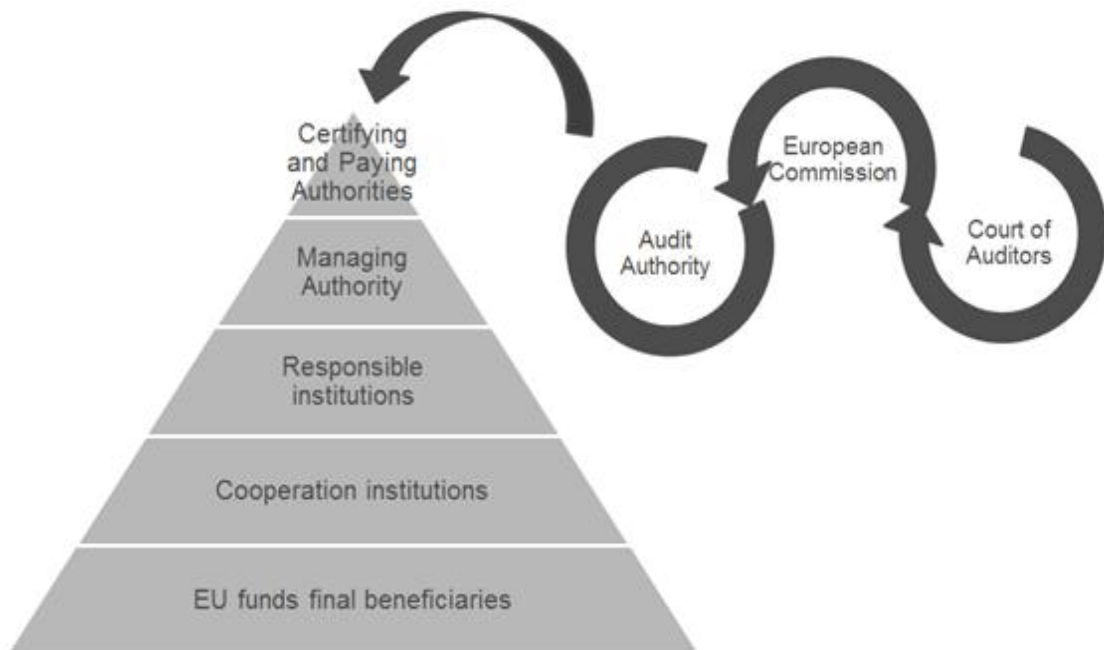 Certifying
and Paying
Authorities
Managing
Authority
Responsible
institutions
Cooperation institutions
EU funds final beneficiaries
Audit
Authority
European
Commission
Court of
Auditors